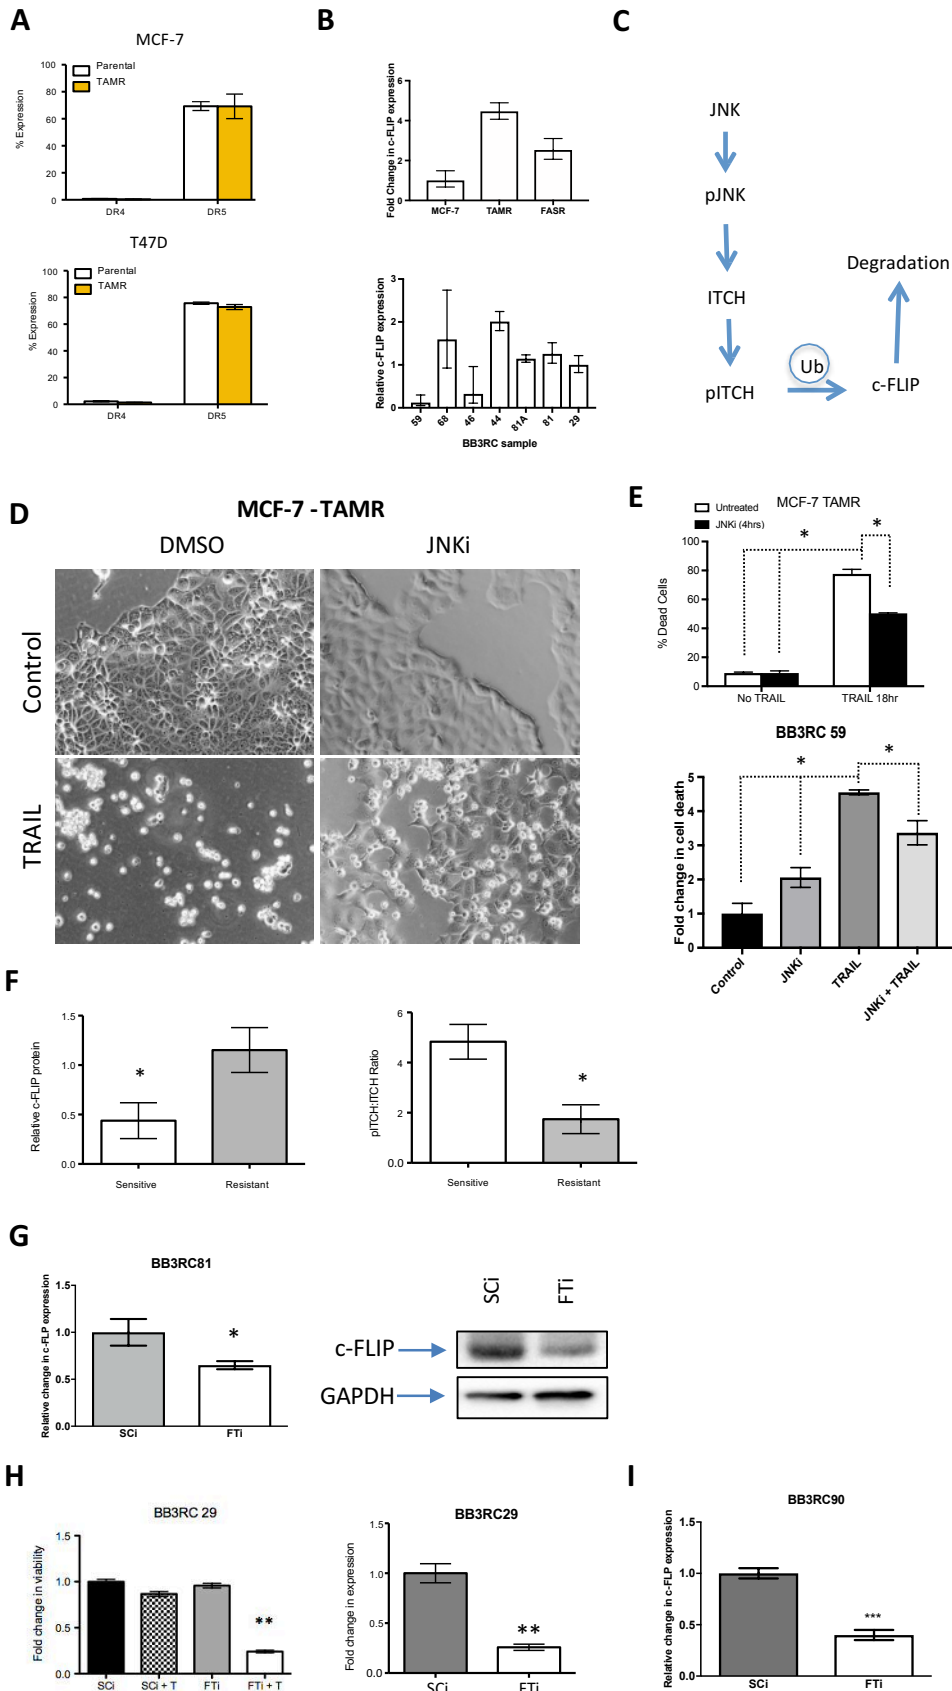 A
MCF-7
Parental
TAMR
% Expression
100
80
60
40
20
0
DR4
DR5
T47D
Parental
TAMR
% Expression
100
80
60
40
20
0
DR4
DR5
B
Fold Change in c-FLIP expression
6
4
2
0
MCF-7
TAMR
FASR
Relative c-FLIP expression
3
2
1
0
59
68
46
44
81A
81
29
BB3RC sample
C
JNK
pJNK
ITCH
pITCH
Ub
c-FLIP
Degradation
D
MCF-7 -TAMR
DMSO
JNKi
Control
TRAIL
E
MCF-7 TAMR
Untreated
JNKi (4hrs)
% Dead Cells
100
80
60
40
20
0
*
*
No TRAIL
TRAIL 18hr
BB3RC 59
Fold change in cell death
5
4
3
2
1
0
*
*
Control
JNKi
TRAIL
JNKi + TRAIL
F
Relative c-FLIP protein
1.5
1.0
0.5
0.0
*
Sensitive
Resistant
pITCH:ITCH Ratio
6
4
2
0.0
*
Sensitive
Resistant
G
BB3RC81
Relative change in c-FLP expression
1.5
1.0
0.5
0.0
*
SCi
FTi
SCi
FTi
c-FLIP
GAPDH
H
BB3RC 29
Fold change in viability
1.5
1.0
0.5
0.0
**
SCi
SCi + T
FTi
FTi + T
BB3RC29
Fold change in expression
1.5
1.0
0.5
0.0
**
SCi
FTi
I
BB3RC90
Relative change in c-FLP expression
1.5
1.0
0.5
0.0
***
SCi
FTi